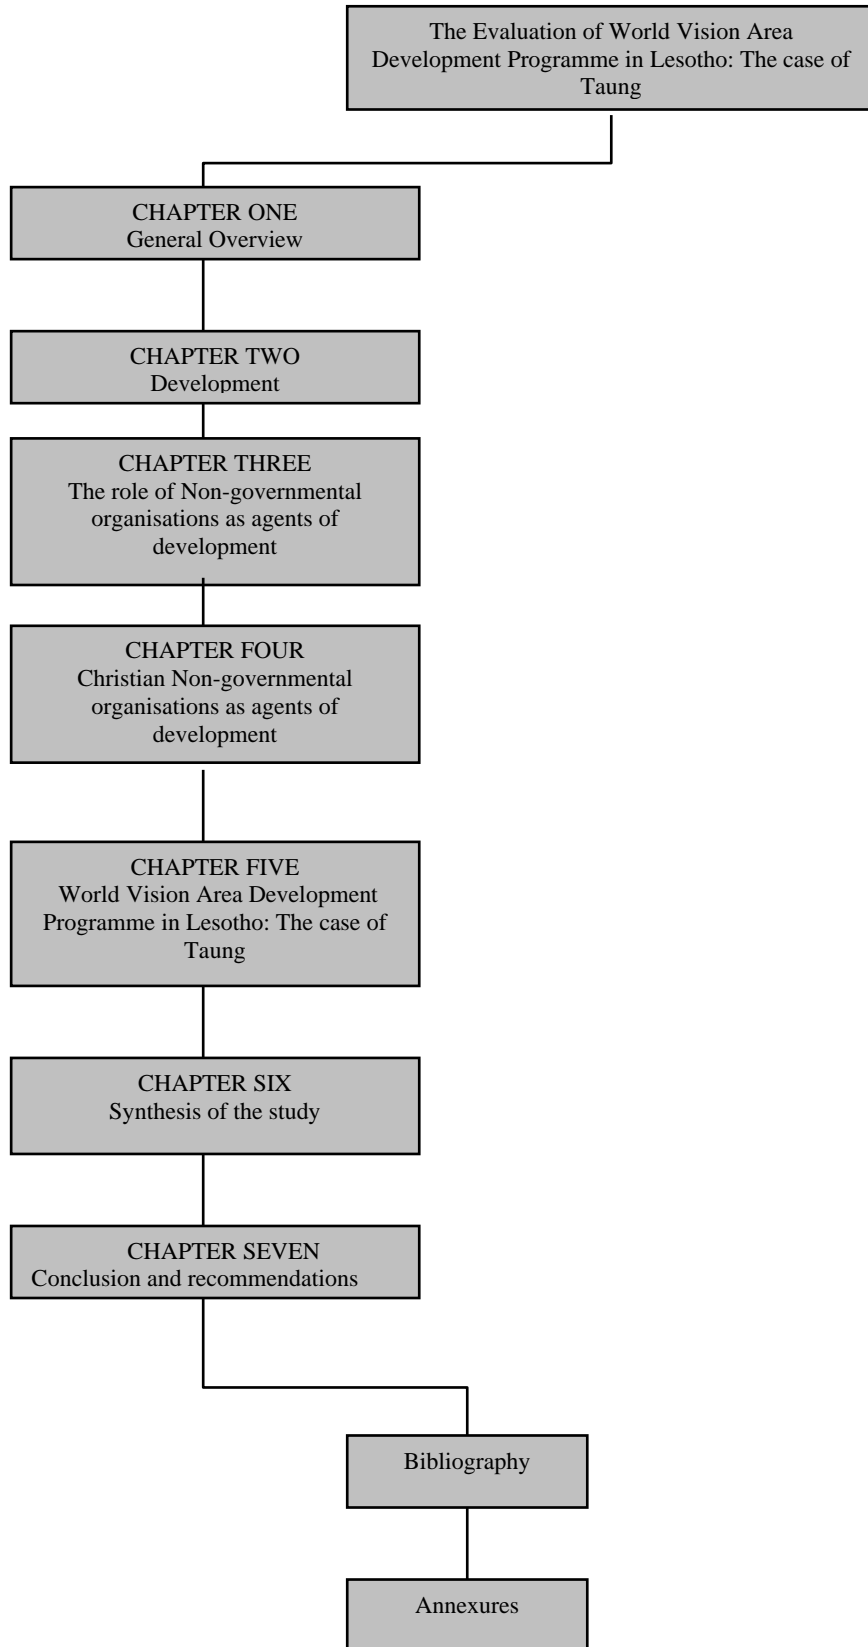 The Evaluation of World Vision Area
Development Programme in Lesotho: The case of
Taung
CHAPTER ONE
General Overview
CHAPTER TWO
Development
CHAPTER THREE
The role of Non-governmental
organisations as agents of
development
CHAPTER FOUR
Christian Non-governmental
organisations as agents of
development
CHAPTER FIVE
World Vision Area Development
Programme in Lesotho: The case of
Taung
CHAPTER SIX
Synthesis of the study
CHAPTER SEVEN
Conclusion and recommendations
Bibliography
Annexures